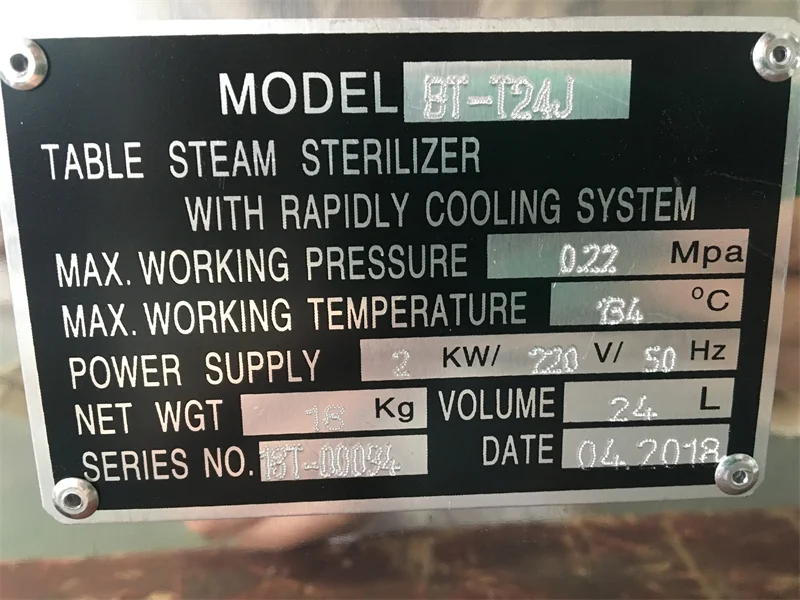 MODEL BT-T24J
TABLE STEAM STERILIZER
WITH RAPIDLY COOLING SYSTEM
MAX. WORKING PRESSURE 0.22 Mpa
MAX. WORKING TEMPERATURE 134 °C
POWER SUPPLY 2 KW/ 220 V/ 50 Hz
NET WGT Kg VOLUME 24 L
SERIES NO. 18T-00094 DATE 04.2018